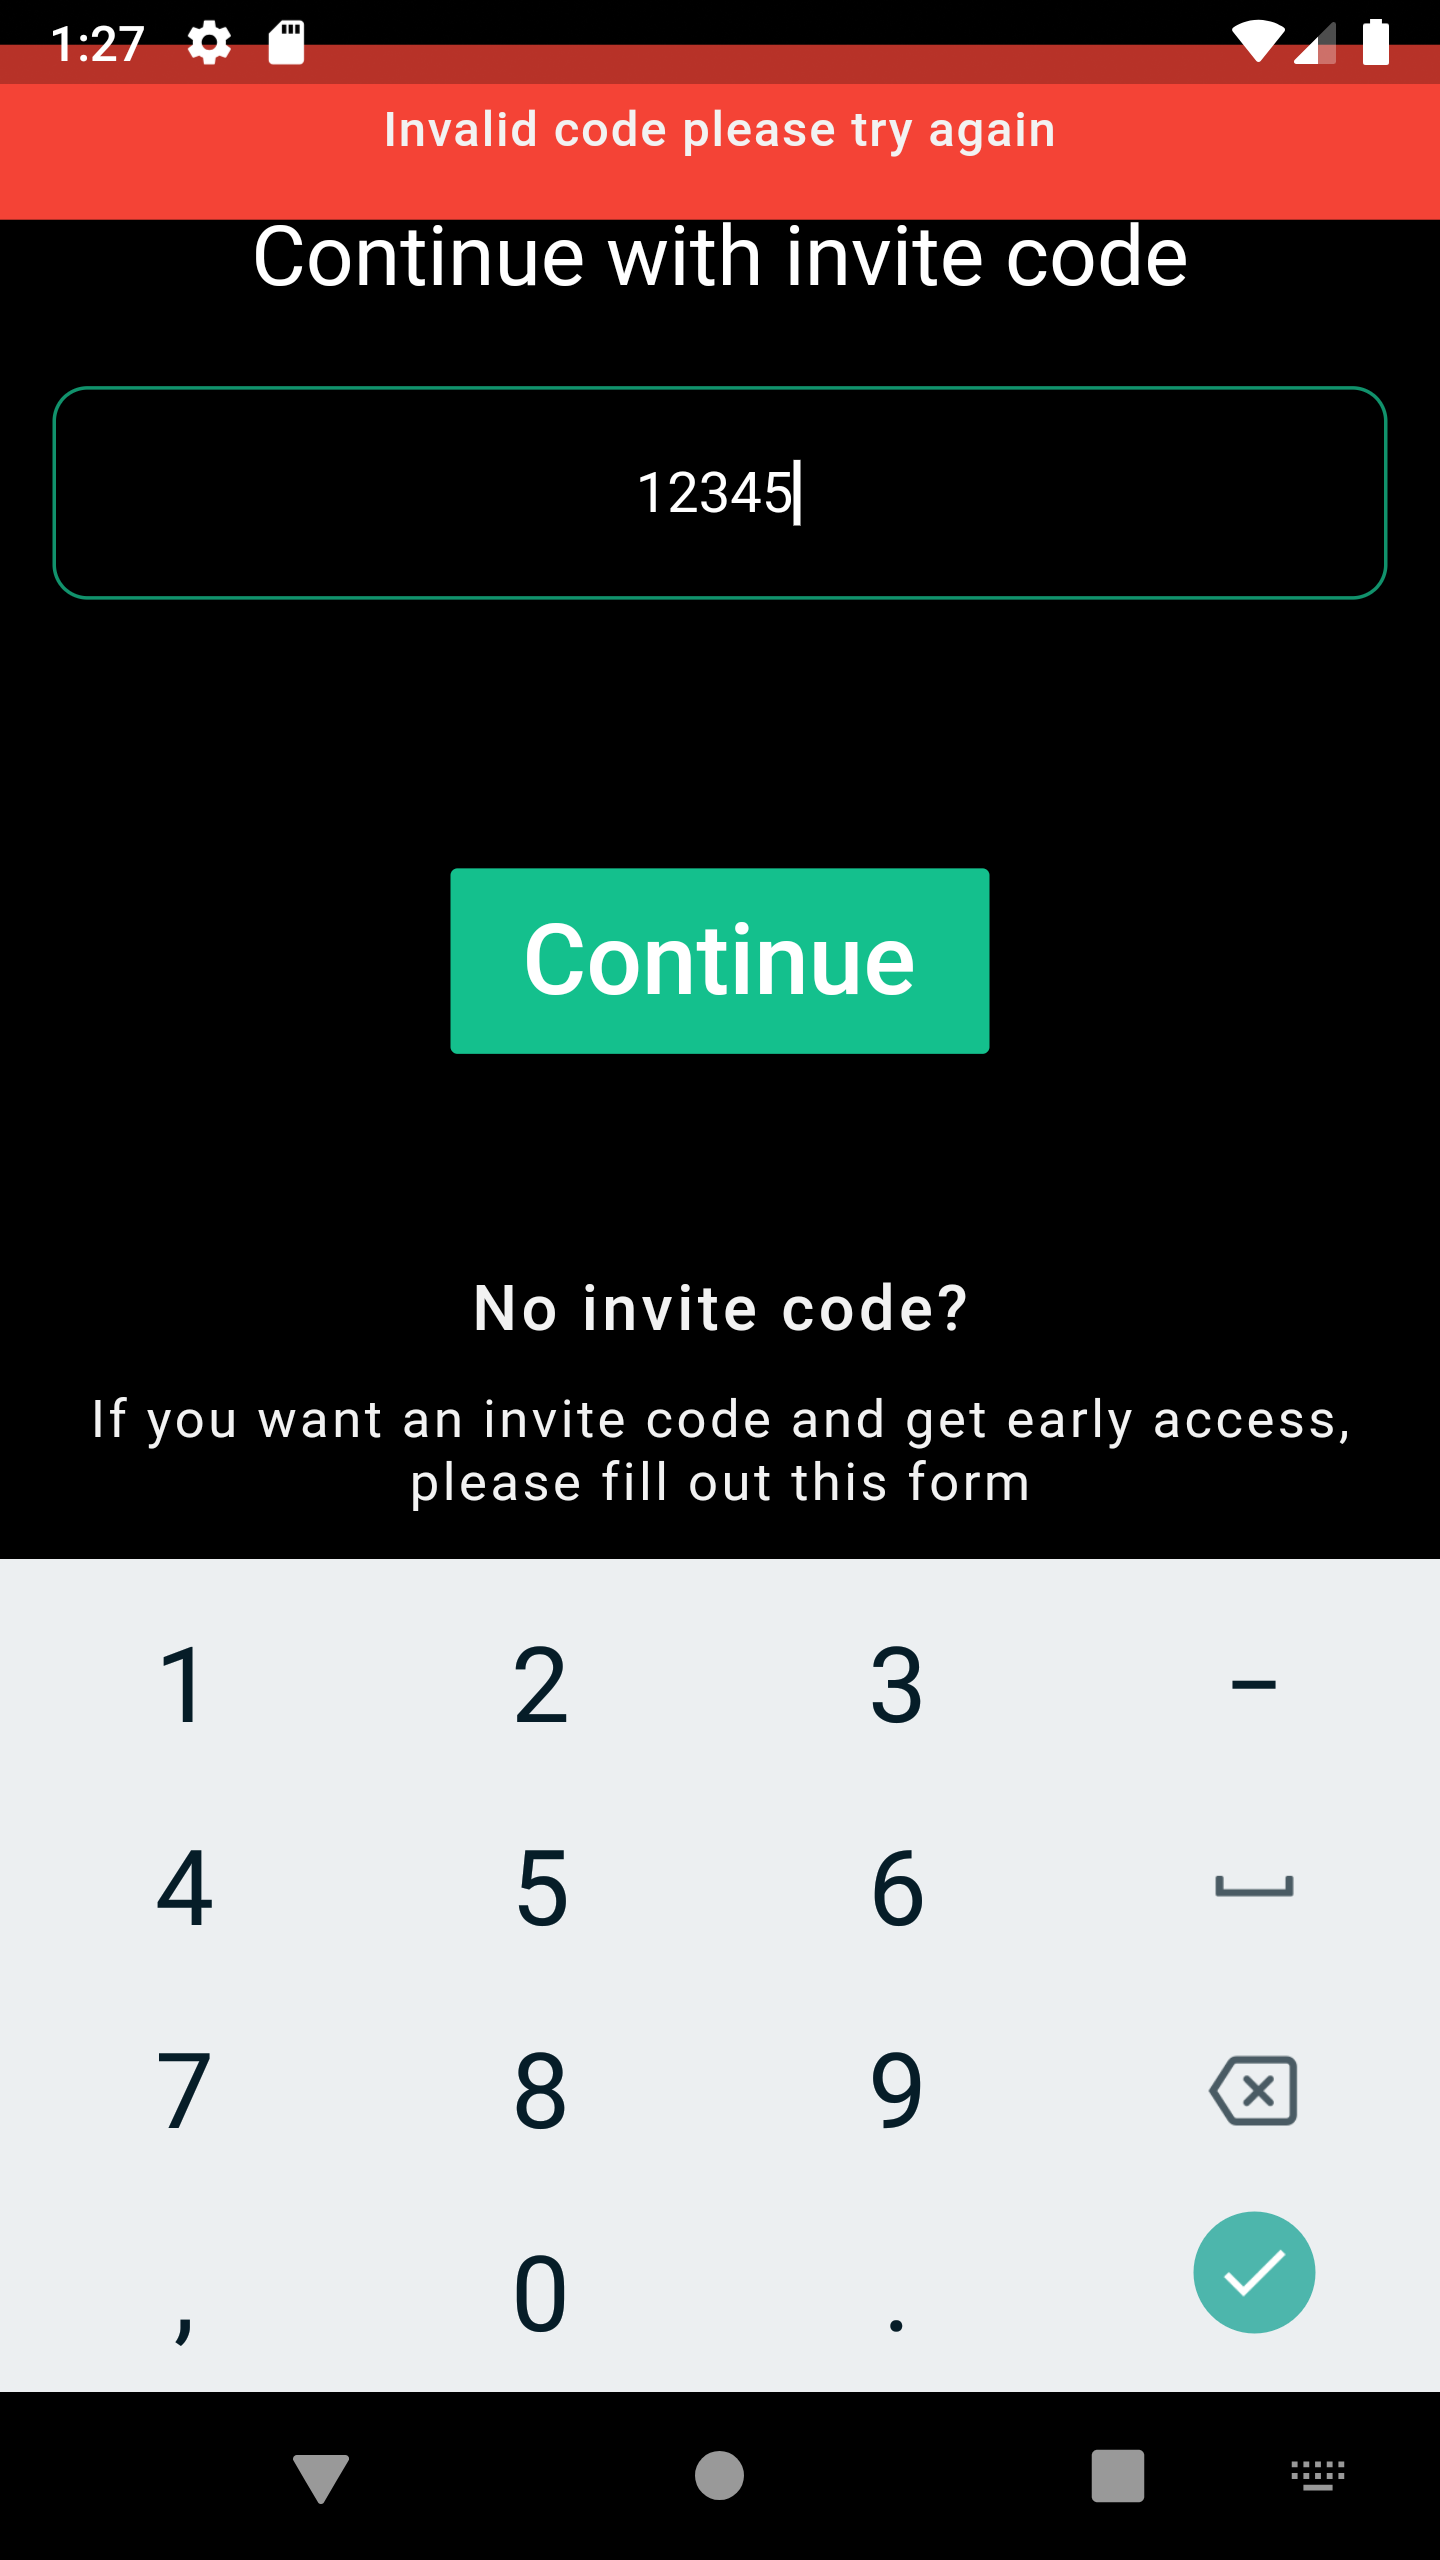 1:27
Invalid code please try again
Continue with invite code
12345
Continue
No invite code?
If you want an invite code and get early access,
please fill out this form
1 2 3 –
4 5 6
7 8 9
, 0 .